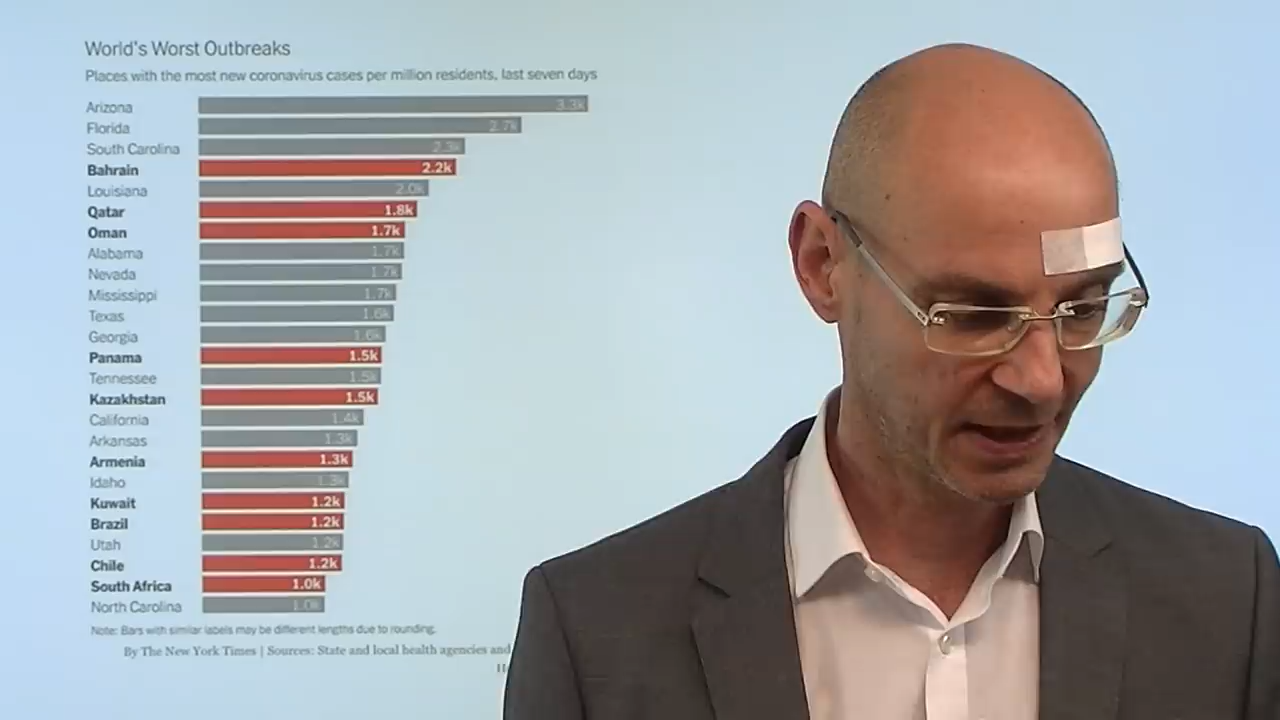 World's Worst Outbreaks
Places with the most new coronavirus cases per million residents, last seven days
Arizona 3.3k
Florida 2.7k
South Carolina 2.3k
Bahrain 2.2k
Louisiana 2.0k
Qatar 1.8k
Oman 1.7k
Alabama 1.7k
Nevada 1.7k
Mississippi 1.7k
Texas 1.6k
Georgia 1.6k
Panama 1.5k
Tennessee 1.5k
Kazakhstan 1.5k
California 1.4k
Arkansas 1.3k
Armenia 1.3k
Idaho 1.3k
Kuwait 1.2k
Brazil 1.2k
Utah 1.2k
Chile 1.2k
South Africa 1.0k
North Carolina 1.0k
Note: Bars with similar labels may be different lengths due to rounding.
By The New York Times | Sources: State and local health agencies and